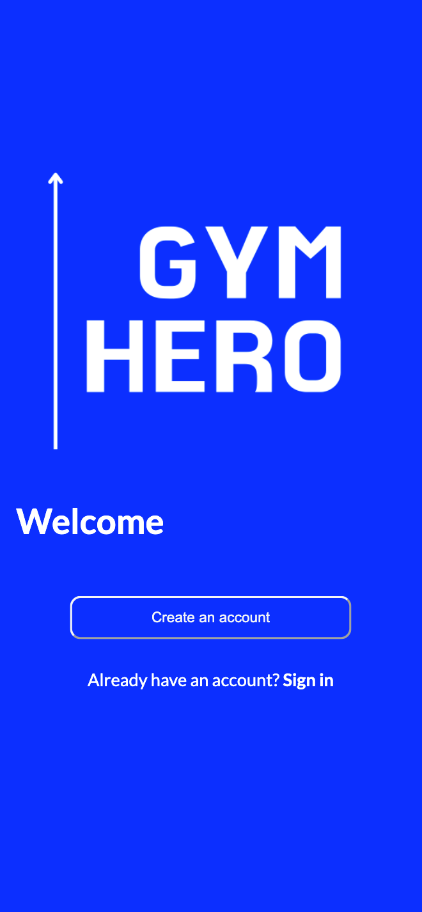 GYM
HERO
Welcome
Create an account
Already have an account? Sign in